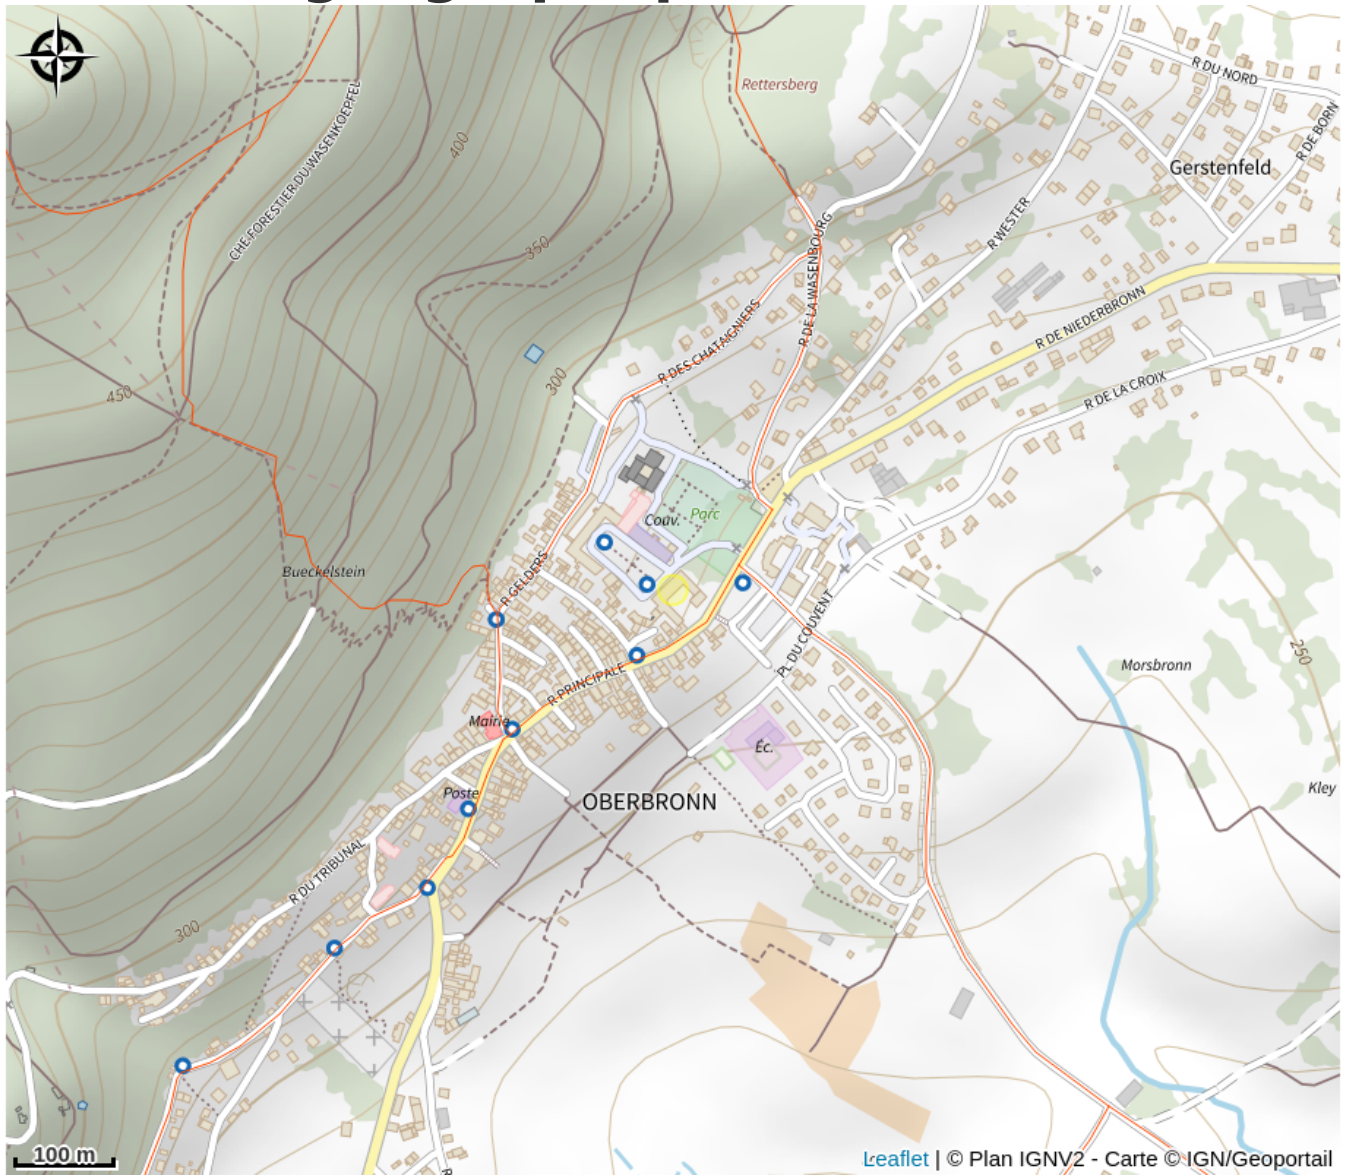 Rettersberg
R DU NORD
R DE BORN
Gerstenfeld
CHE FORESTIER DU WASENKOEPFEL
400
350
R WESTER
R DE LA WASENBOURG
R DE NIEDERBRONN
R DES CHATAIGNIERS
300
450
R DE LA CROIX
Couv.
Parc
Bueckelstein
R GELDERS
PL DU COUVENT
250
Morsbronn
R PRINCIPALE
Mairie
Éc.
Kley
Poste
OBERBRONN
R DU TRIBUNAL
300
100 m
R
Leaflet | © Plan IGNV2 - Carte © IGN/Geoportail